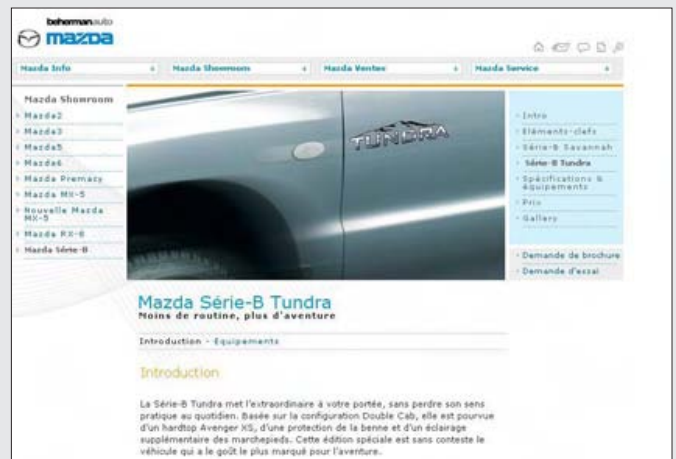 behermanauto
mazda
Mazda Info
Mazda Showroom
Mazda Ventes
Mazda Service
Mazda Showroom
Mazda2
Mazda3
Mazda5
Mazda6
Mazda Premacy
Mazda MX-5
Nouvelle Mazda
MX-5
Mazda RX-8
Mazda Série-B
TUNDRA
Intro
Eléments-clefs
Série-B Savannah
Série-B Tundra
Spécifications &
équipements
Prix
Gallery
Demande de brochure
Demande d'essai
Mazda Série-B Tundra
Moins de routine, plus d'aventure
Introduction - Equipements
Introduction
La Série-B Tundra met l'extraordinaire à votre portée, sans perdre son sens
pratique au quotidien. Basée sur la configuration Double Cab, elle est pourvue
d'un hardtop Avenger XS, d'une protection de la benne et d'un éclairage
supplémentaire des marchepieds. Cette édition spéciale est sans conteste le
véhicule qui a le goût le plus marqué pour l'aventure.